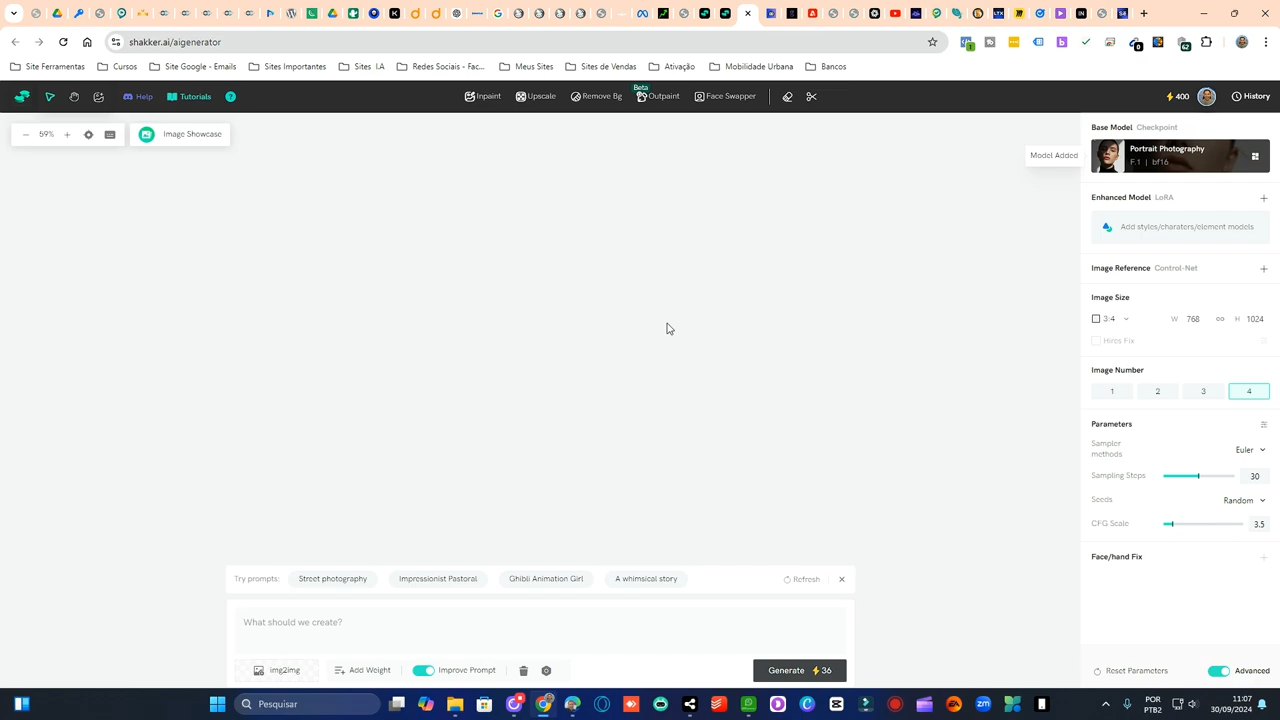 shakker.ai/aigenerator
1
0
62
Site Ferramentas
Cursos
Site Google - Emails
Sites Importantes
Sites I.A
Redes Sociais - Fac...
Meus Sites
Sites de Vendas
Ativação
Mobilidade Urbana
Bancos
Help
Tutorials
?
Inpaint
Upscale
Remove Bg
Beta
Outpaint
Face Swapper
400
History
59%
Image Showcase
Base Model Checkpoint
Model Added
Portrait Photography
F.1 | bf16
Enhanced Model LoRA
Add styles/charaters/element models
Image Reference Control-Net
Image Size
3:4
W 768
H 1024
Hires Fix
Image Number
1 2 3 4
Parameters
Sampler
methods
Euler
Sampling Steps
30
Seeds
Random
CFG Scale
3.5
Face/hand Fix
Try prompts:
Street photography
Impressionist Pastoral
Ghibli Animation Girl
A whimsical story
Refresh
What should we create?
img2img
Add Weight
Improve Prompt
Generate 36
Reset Parameters
Advanced
Pesquisar
POR
PTB2
11:07
30/09/2024